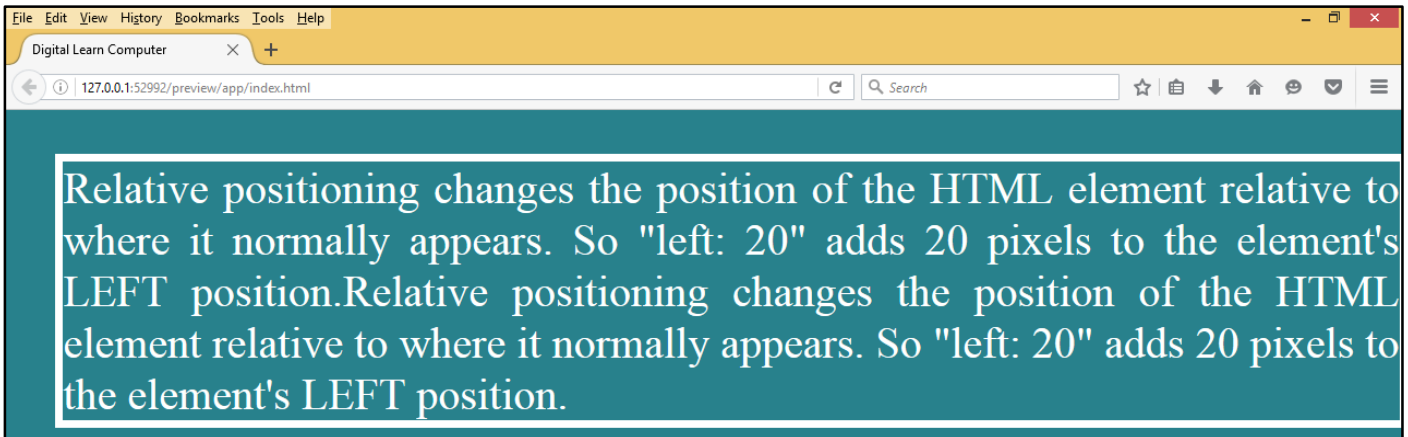 File Edit View History Bookmarks Tools Help
Digital Learn Computer
127.0.0.1:52992/preview/app/index.html Search
Relative positioning changes the position of the HTML element relative to
where it normally appears. So "left: 20" adds 20 pixels to the element's
LEFT position.Relative positioning changes the position of the HTML
element relative to where it normally appears. So "left: 20" adds 20 pixels to
the element's LEFT position.